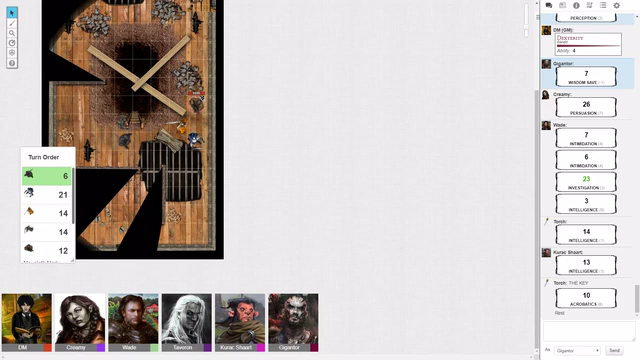 Turn Order
6
21
14
14
12
DM
Creamy
Wade
Taveron
Kurac Shaart
Gigantor
PERCEPTION
DM (GM):
DEXTERITY
Ability 4
Gigantor:
7
WISDOM SAVE
Creamy:
26
PERSUASION
Wade:
7
INTIMIDATION
6
INTIMIDATION
23
INVESTIGATION
3
INTELLIGENCE
Torch:
14
INTELLIGENCE
Kurac Shaart:
13
INTELLIGENCE
Torch: THE KEY
10
ACROBATICS
Rest
As
Gigantor
Send